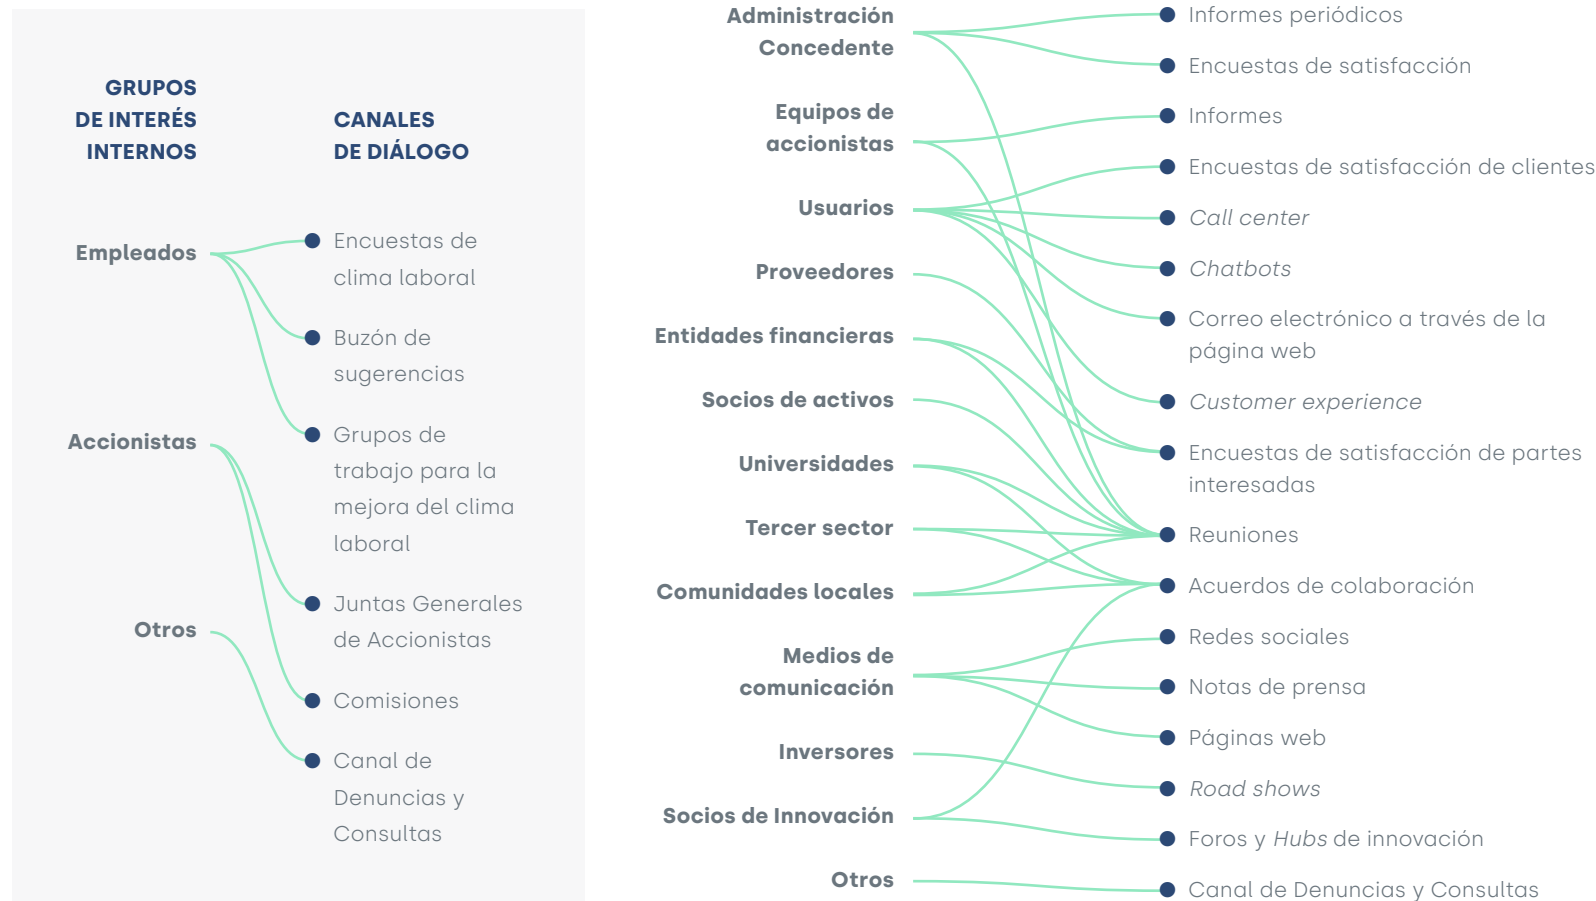 GRUPOS
DE INTERÉS
INTERNOS
CANALES
DE DIÁLOGO
Empleados
Accionistas
Otros
Encuestas de
clima laboral
Buzón de
sugerencias
Grupos de
trabajo para la
mejora del clima
laboral
Juntas Generales
de Accionistas
Comisiones
Canal de
Denuncias y
Consultas
Administración
Concedente
Equipos de
accionistas
Usuarios
Proveedores
Entidades financieras
Socios de activos
Universidades
Tercer sector
Comunidades locales
Medios de
comunicación
Inversores
Socios de Innovación
Otros
Informes periódicos
Encuestas de satisfacción
Informes
Encuestas de satisfacción de clientes
Call center
Chatbots
Correo electrónico a través de la
página web
Customer experience
Encuestas de satisfacción de partes
interesadas
Reuniones
Acuerdos de colaboración
Redes sociales
Notas de prensa
Páginas web
Road shows
Foros y Hubs de innovación
Canal de Denuncias y Consultas